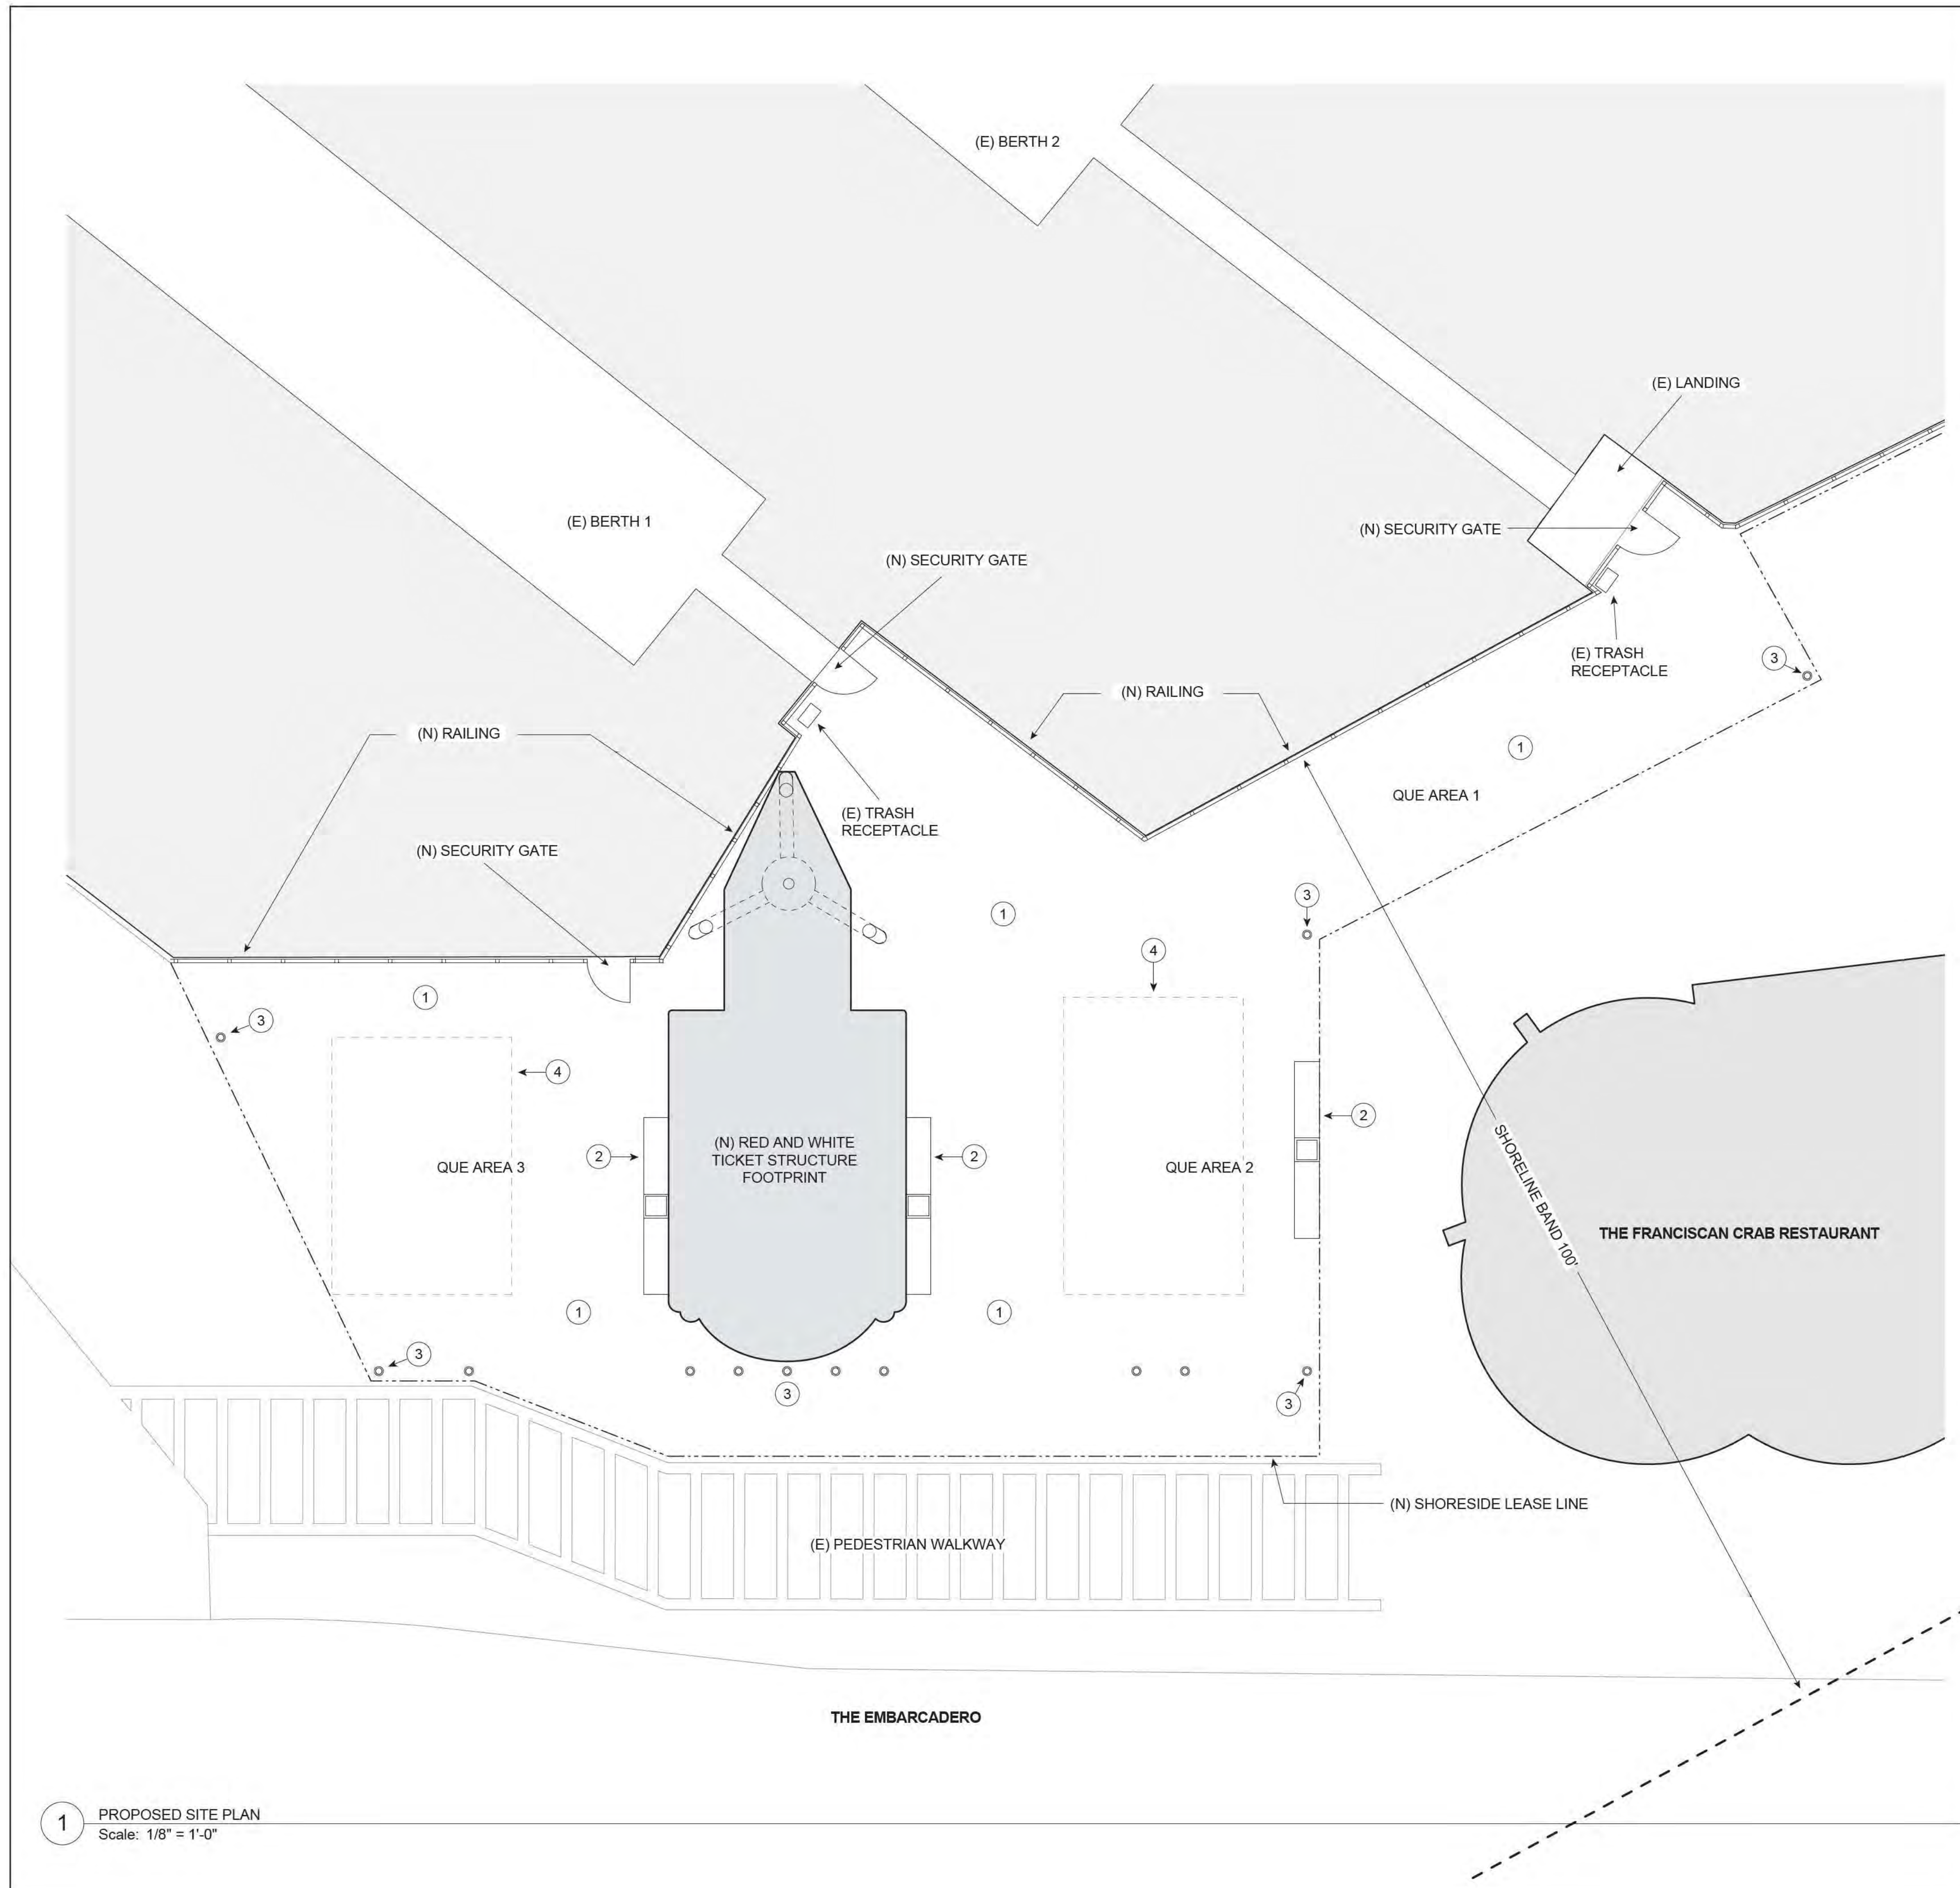 (E) BERTH 2
(E) LANDING
(E) BERTH 1
(N) SECURITY GATE
(N) SECURITY GATE
(E) TRASH
RECEPTACLE
3
(N) RAILING
(N) RAILING
1
QUE AREA 1
(E) TRASH
RECEPTACLE
(N) SECURITY GATE
3
1
4
1
3
4
2
(N) RED AND WHITE
TICKET STRUCTURE
FOOTPRINT
2
2
QUE AREA 3
QUE AREA 2
SHORELINE BAND 100'
THE FRANCISCAN CRAB RESTAURANT
1
1
3
3
3
(N) SHORESIDE LEASE LINE
(E) PEDESTRIAN WALKWAY
THE EMBARCADERO
1
PROPOSED SITE PLAN
Scale: 1/8" = 1'-0"